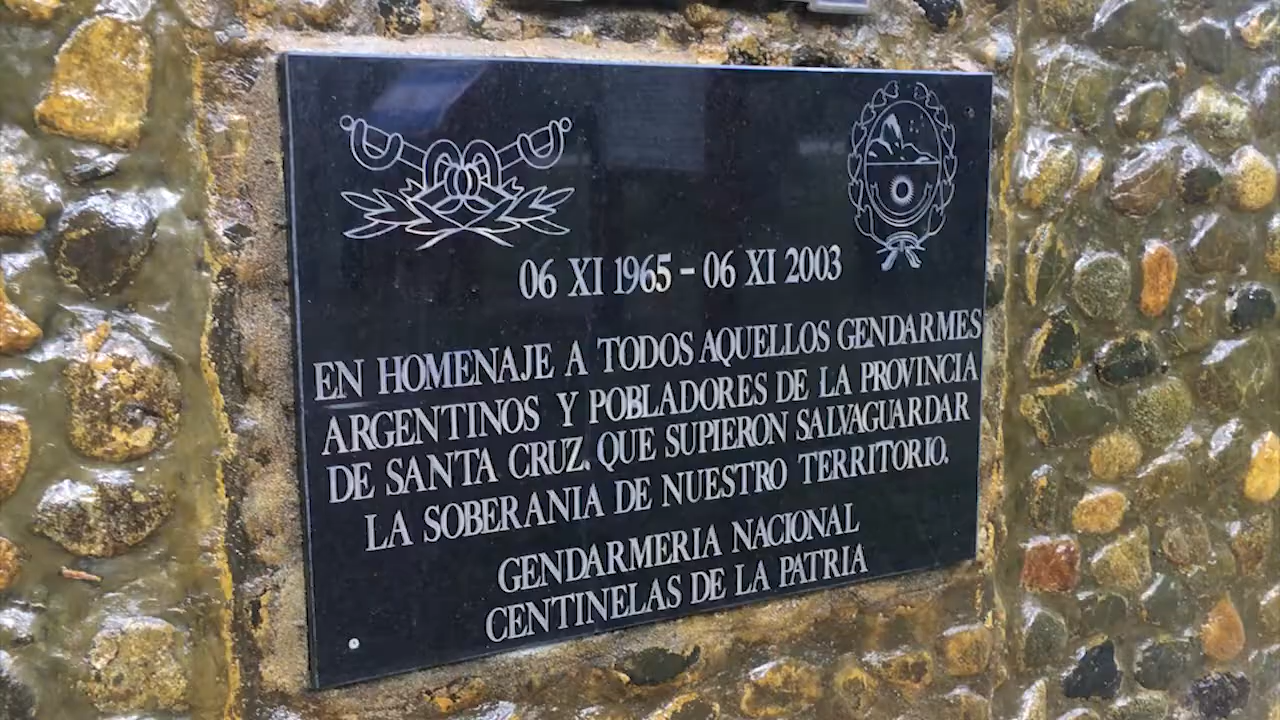 06 XI 1965 - 06 XI 2003
EN HOMENAJE A TODOS AQUELLOS GENDARMES
ARGENTINOS Y POBLADORES DE LA PROVINCIA
DE SANTA CRUZ, QUE SUPIERON SALVAGUARDAR
LA SOBERANIA DE NUESTRO TERRITORIO.
GENDARMERIA NACIONAL
CENTINELAS DE LA PATRIA